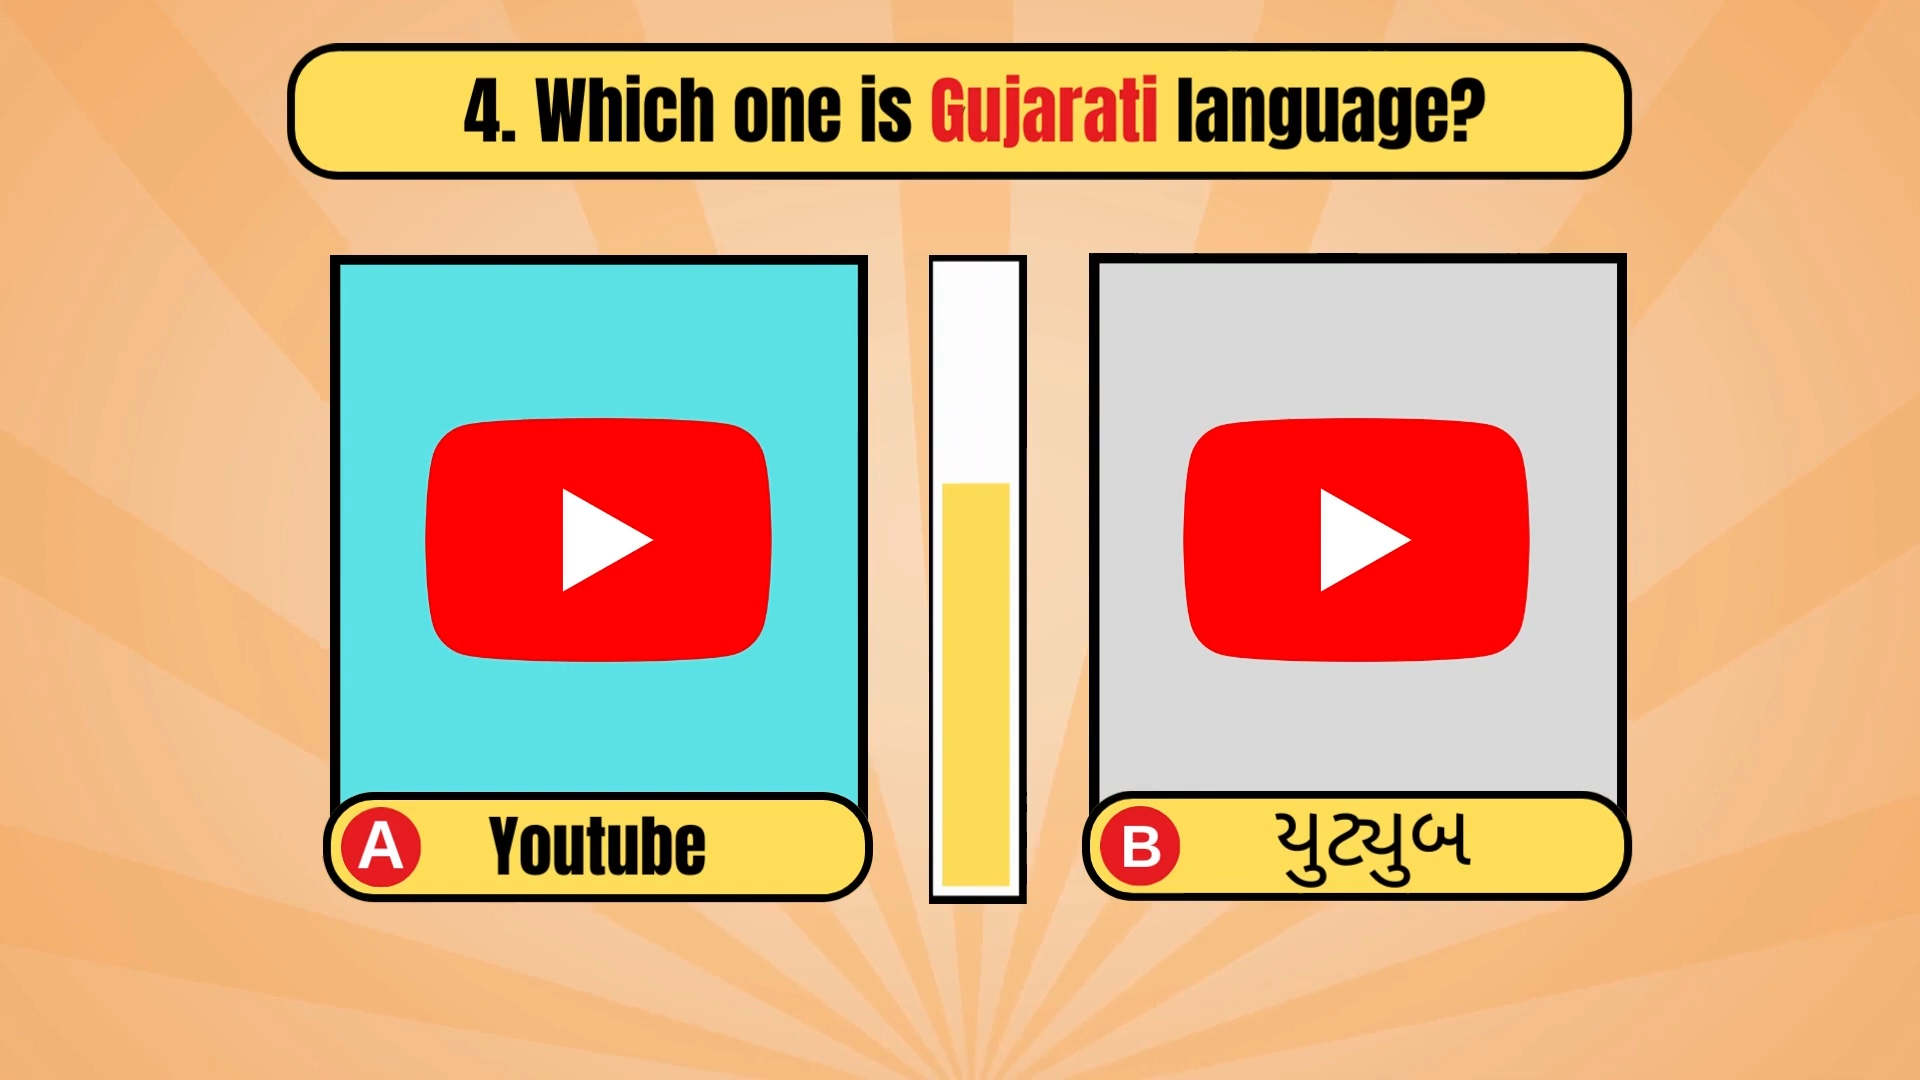 4. Which one is Gujarati language?
A Youtube
B યુટ્યુબ